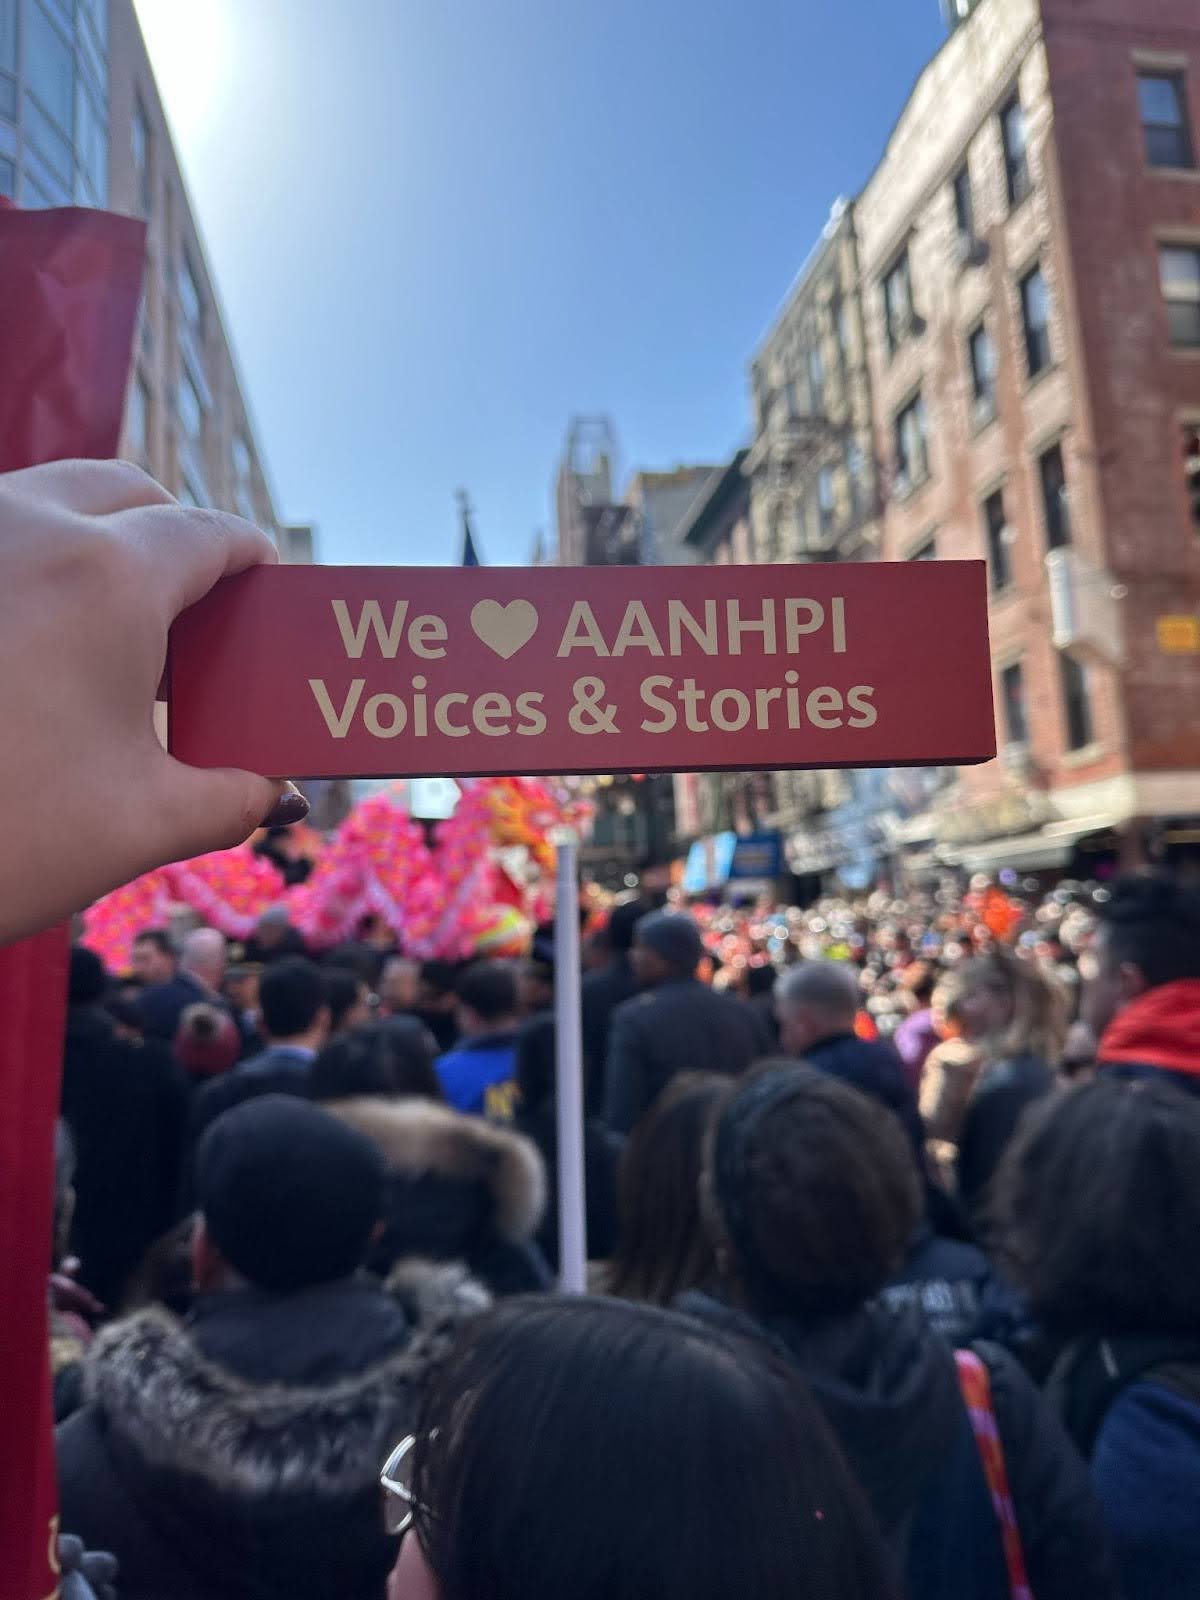 We ♥ AANHPI
Voices & Stories